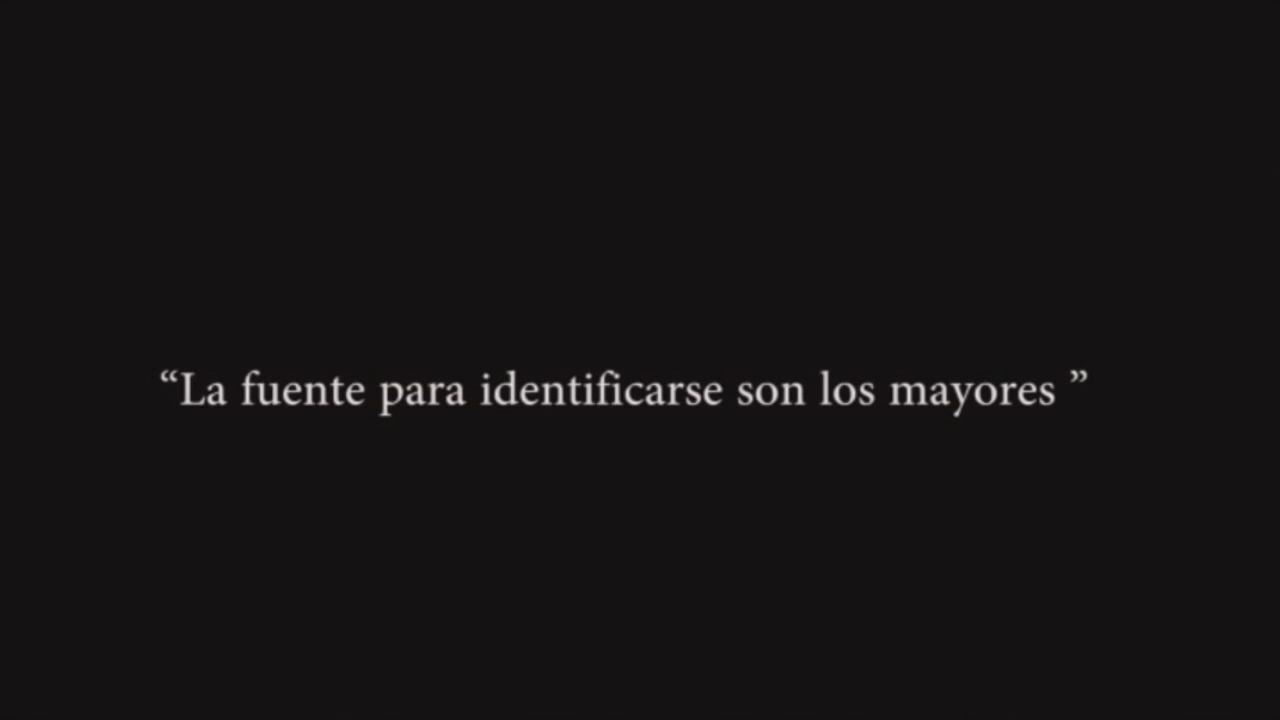 “La fuente para identificarse son los mayores ”